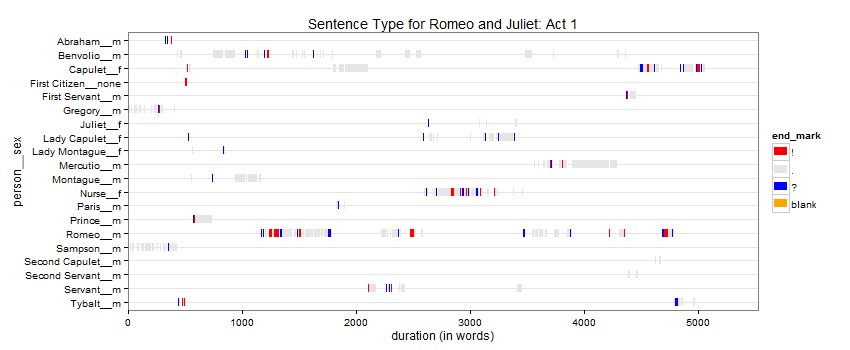 Sentence Type for Romeo and Juliet: Act 1
person__sex
Abraham__m
Benvolio__m
Capulet__f
First Citizen__none
First Servant__m
Gregory__m
Juliet__f
Lady Capulet__f
Lady Montague__f
Mercutio__m
Montague__m
Nurse__f
Paris__m
Prince__m
Romeo__m
Sampson__m
Second Capulet__m
Second Servant__m
Servant__m
Tybalt__m
0 1000 2000 3000 4000 5000
duration (in words)
end_mark
!
.
?
blank